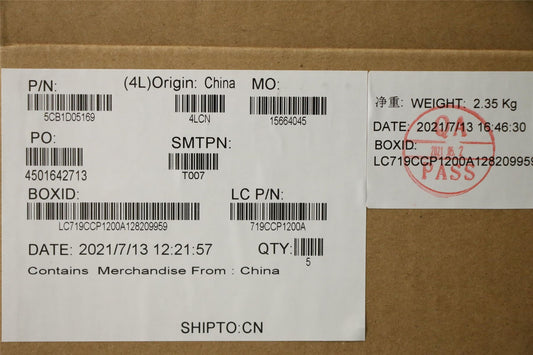 P/N: (4L)Origin: China MO:
5CB1D05169 4LCN 15664045
PO: SMTPN:
4501642713 T007
BOXID: LC P/N:
LC719CCP1200A128209959 719CCP1200A
DATE: 2021/7/13 12:21:57 QTY:
5
Contains Merchandise From : China
SHIPTO:CN
净重: WEIGHT: 2.35 Kg
QA
DATE: 2021/7/13 16:46:30
BOXID:
LC719CCP1200A128209959
PASS